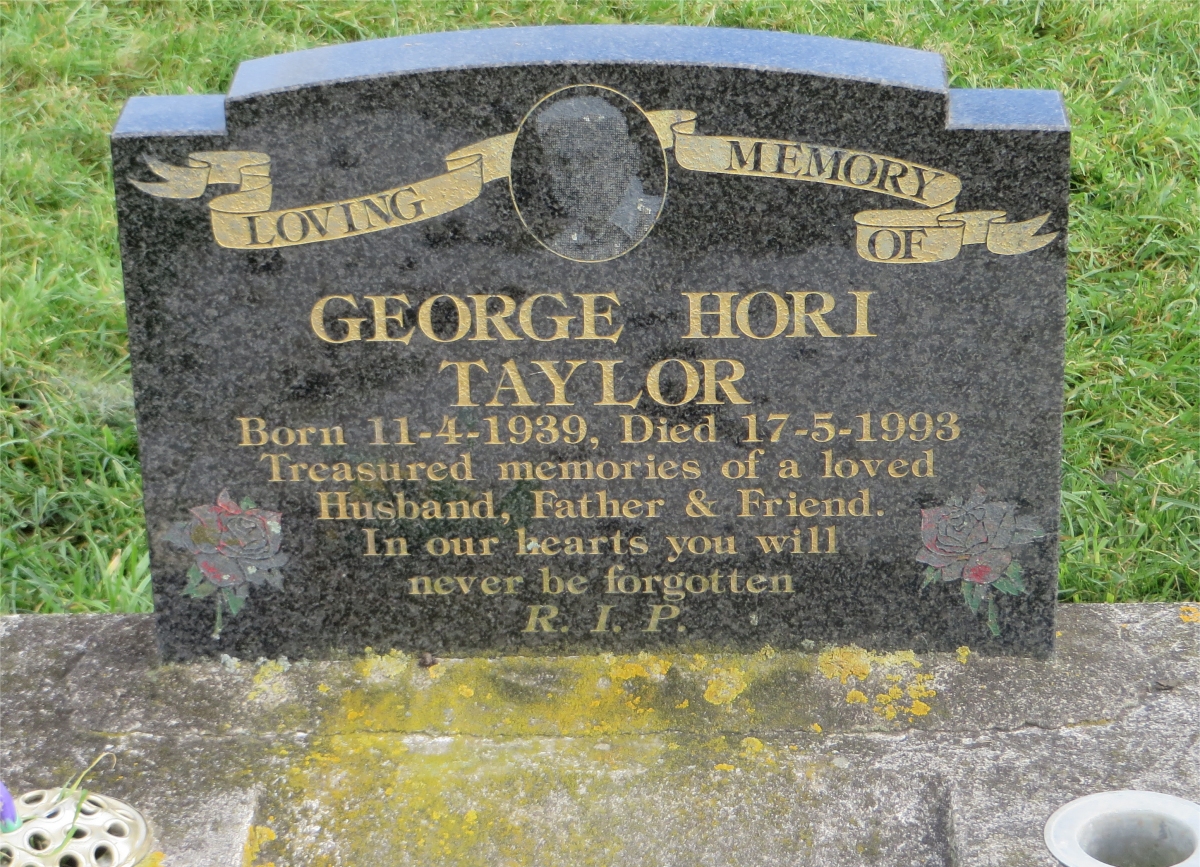 LOVING MEMORY
OF
GEORGE HORI
TAYLOR
Born 11-4-1939, Died 17-5-1993
Treasured memories of a loved
Husband, Father & Friend.
In our hearts you will
never be forgotten
R. I. P.